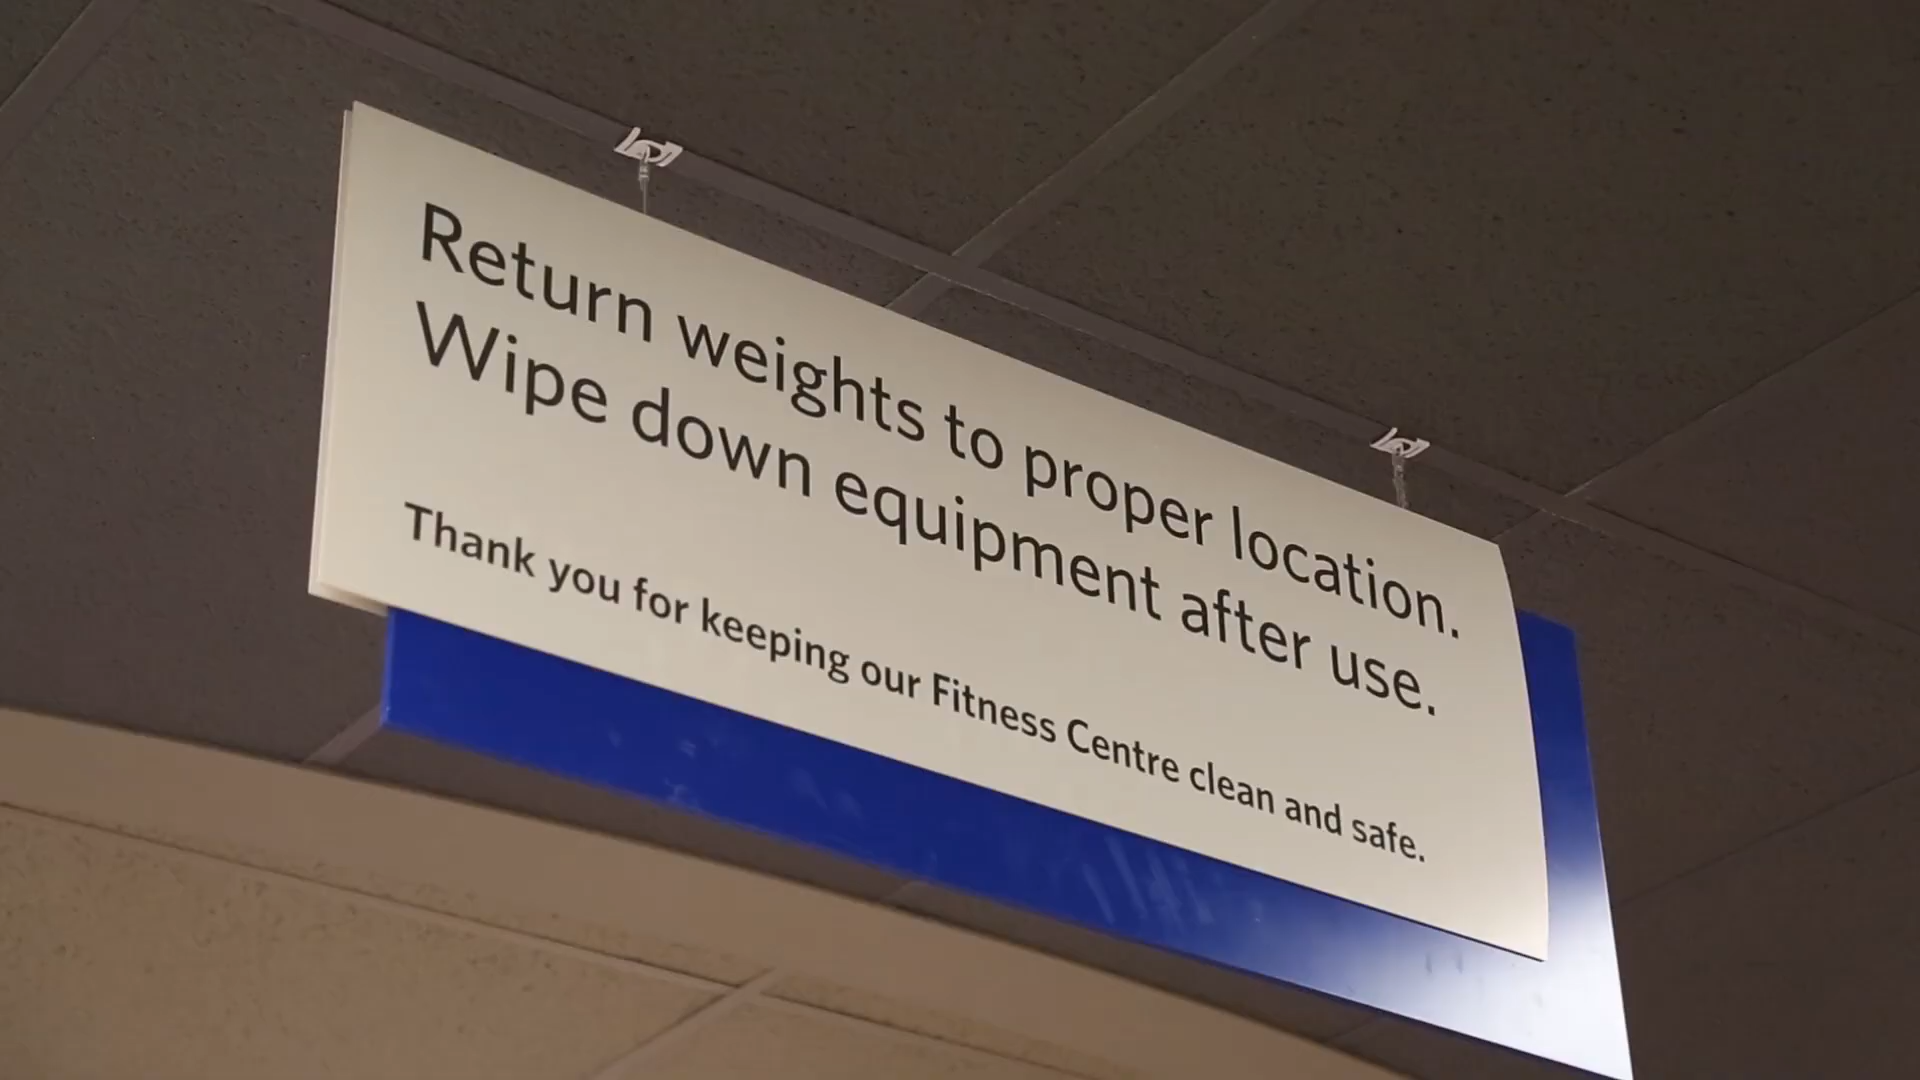 Return weights to proper location.
Wipe down equipment after use.
Thank you for keeping our Fitness Centre clean and safe.